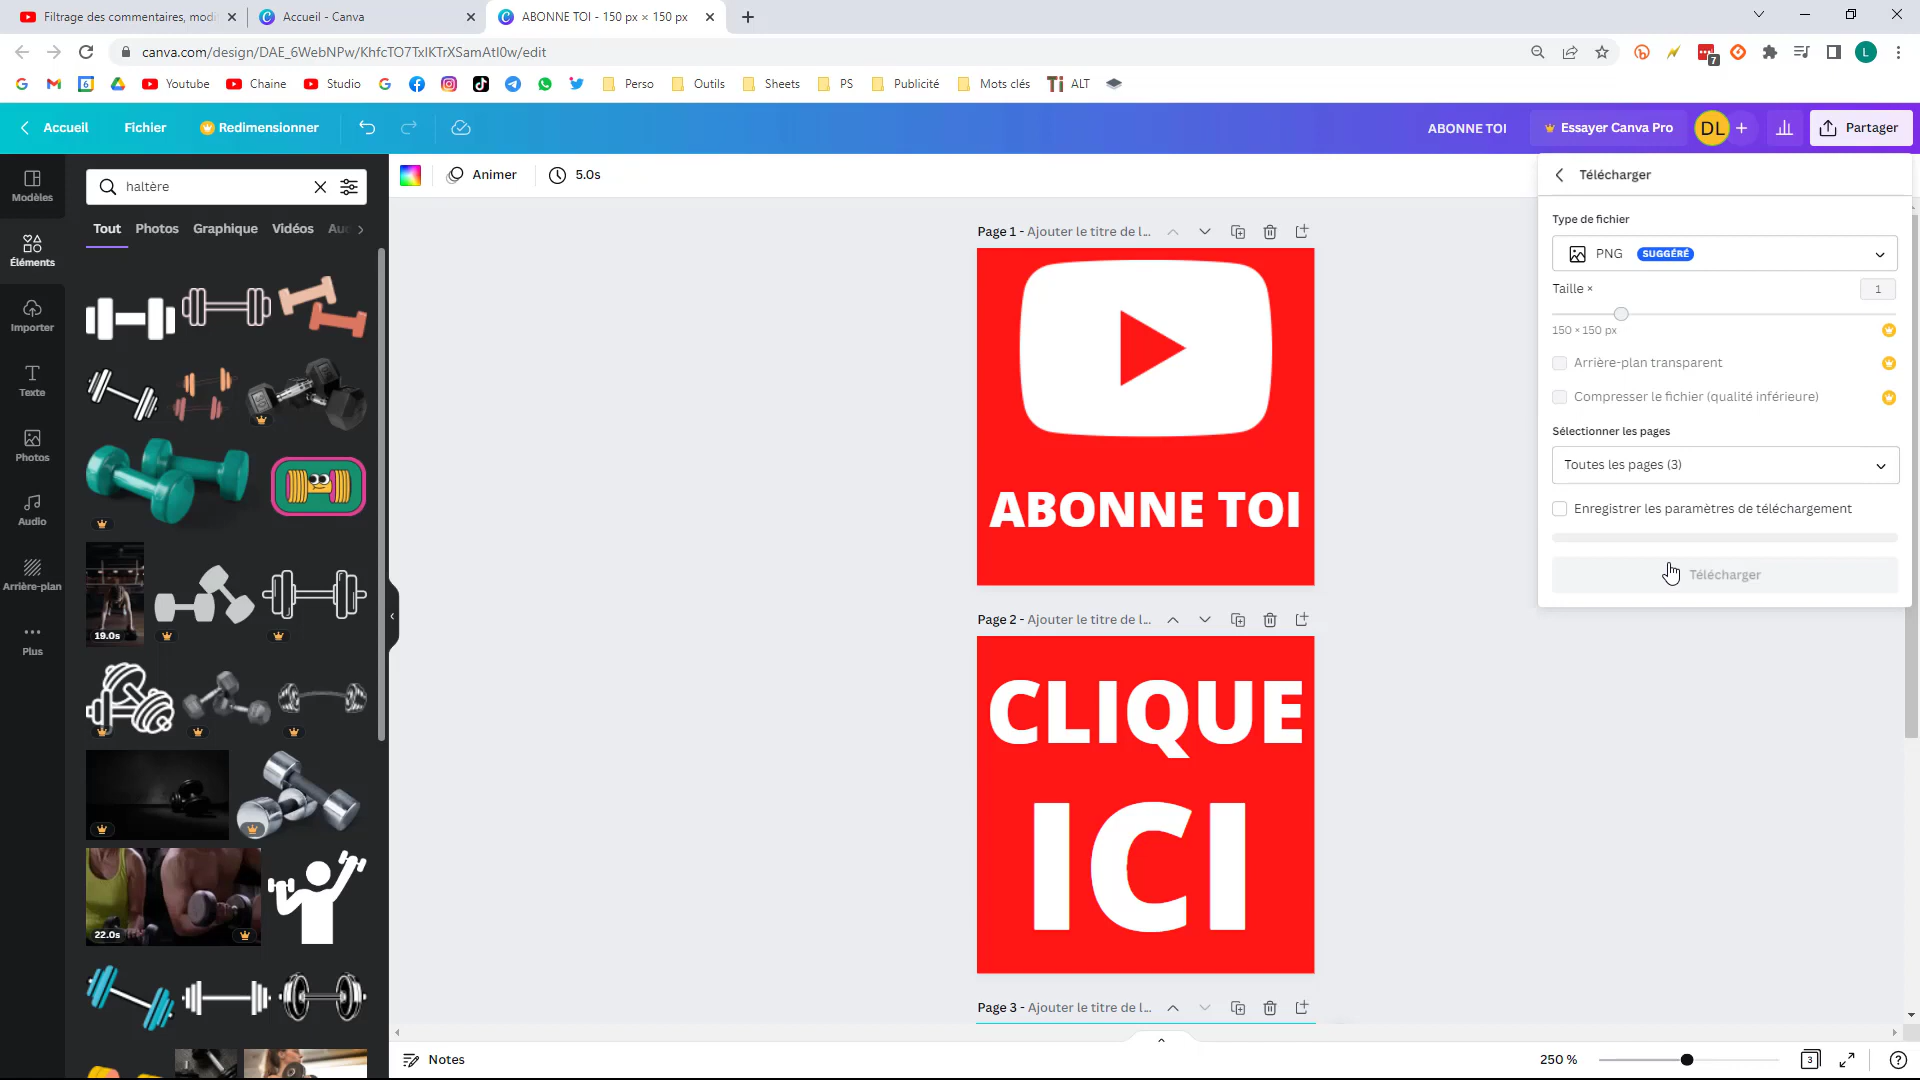 Filtrage des commentaires, modé
Accueil - Canva
ABONNE TOI - 150 px × 150 px
canva.com/design/DAE_6WebNPw/KhfcTO7TxlKTrXSamAtI0w/edit
7
L
6
Youtube
Chaine
Studio
Perso
Outils
Sheets
PS
Publicité
Mots clés
ALT
Accueil
Fichier
Redimensionner
ABONNE TOI
Essayer Canva Pro
DL
Partager
Modèles
Éléments
Importer
Texte
Photos
Audio
Arrière-plan
Plus
haltère
Tout
Photos
Graphique
Vidéos
Au
19.0s
22.0s
Animer
5.0s
Page 1 - Ajouter le titre de l...
ABONNE TOI
Page 2 - Ajouter le titre de l...
CLIQUE
ICI
Page 3 - Ajouter le titre de l...
Télécharger
Type de fichier
PNG
SUGGÉRÉ
Taille ×
1
150 × 150 px
Arrière-plan transparent
Compresser le fichier (qualité inférieure)
Sélectionner les pages
Toutes les pages (3)
Enregistrer les paramètres de téléchargement
Télécharger
Notes
250 %
3